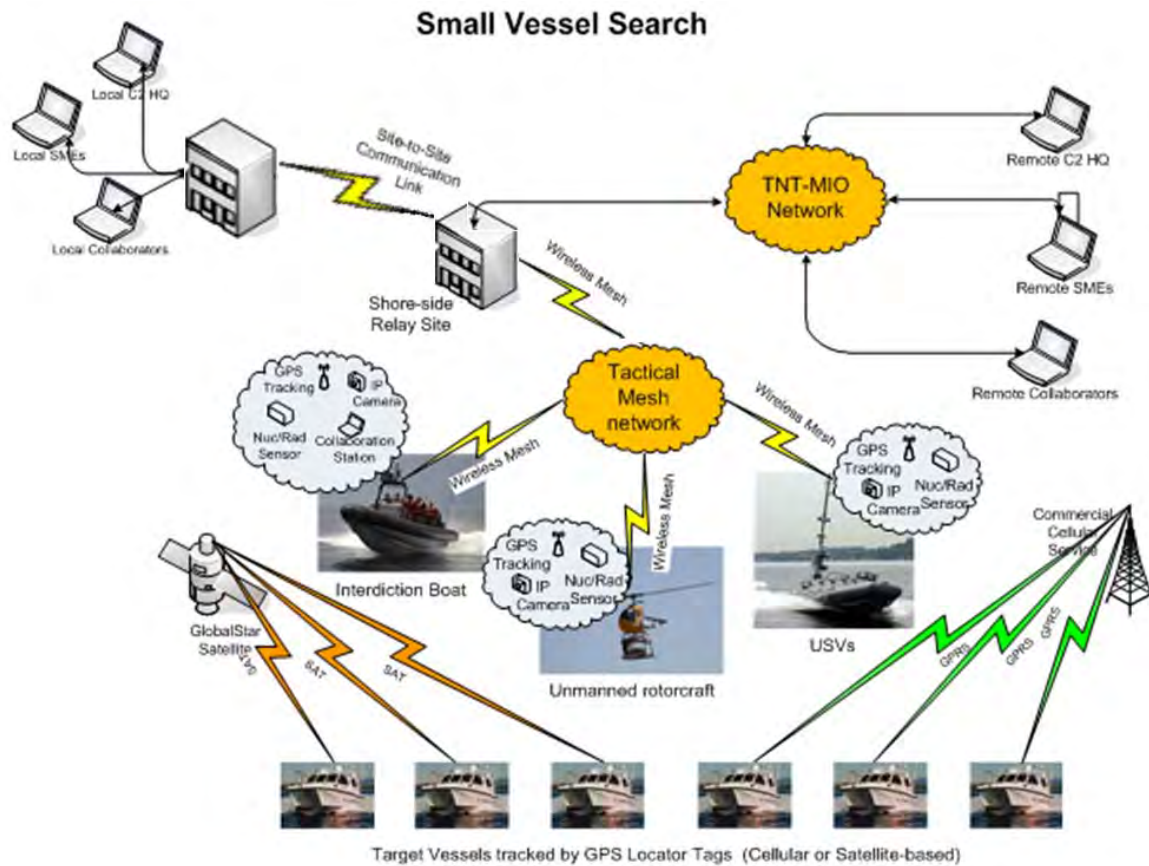 Small Vessel Search
Local C2 HQ
Local SMEs
Local Collaborators
Site-to-Site
Communication
Link
Shore-side
Relay Site
Wireless Mesh
TNT-MIO
Network
Remote C2 HQ
Remote SMEs
Remote Collaborators
Tactical
Mesh
network
GPS
Tracking
IP
Camera
Nuc/Rad
Sensor
Collaboration
Station
Wireless Mesh
Interdiction Boat
GPS
Tracking
IP
Camera
Nuc/Rad
Sensor
Wireless Mesh
Unmanned rotorcraft
Wireless Mesh
GPS
Tracking
IP
Camera
Nuc/Rad
Sensor
USVs
GlobalStar
Satellite
SAT
SAT
SAT
Commercial
Cellular
Service
GPRS
GPRS
GPRS
Target Vessels tracked by GPS Locator Tags (Cellular or Satellite-based)